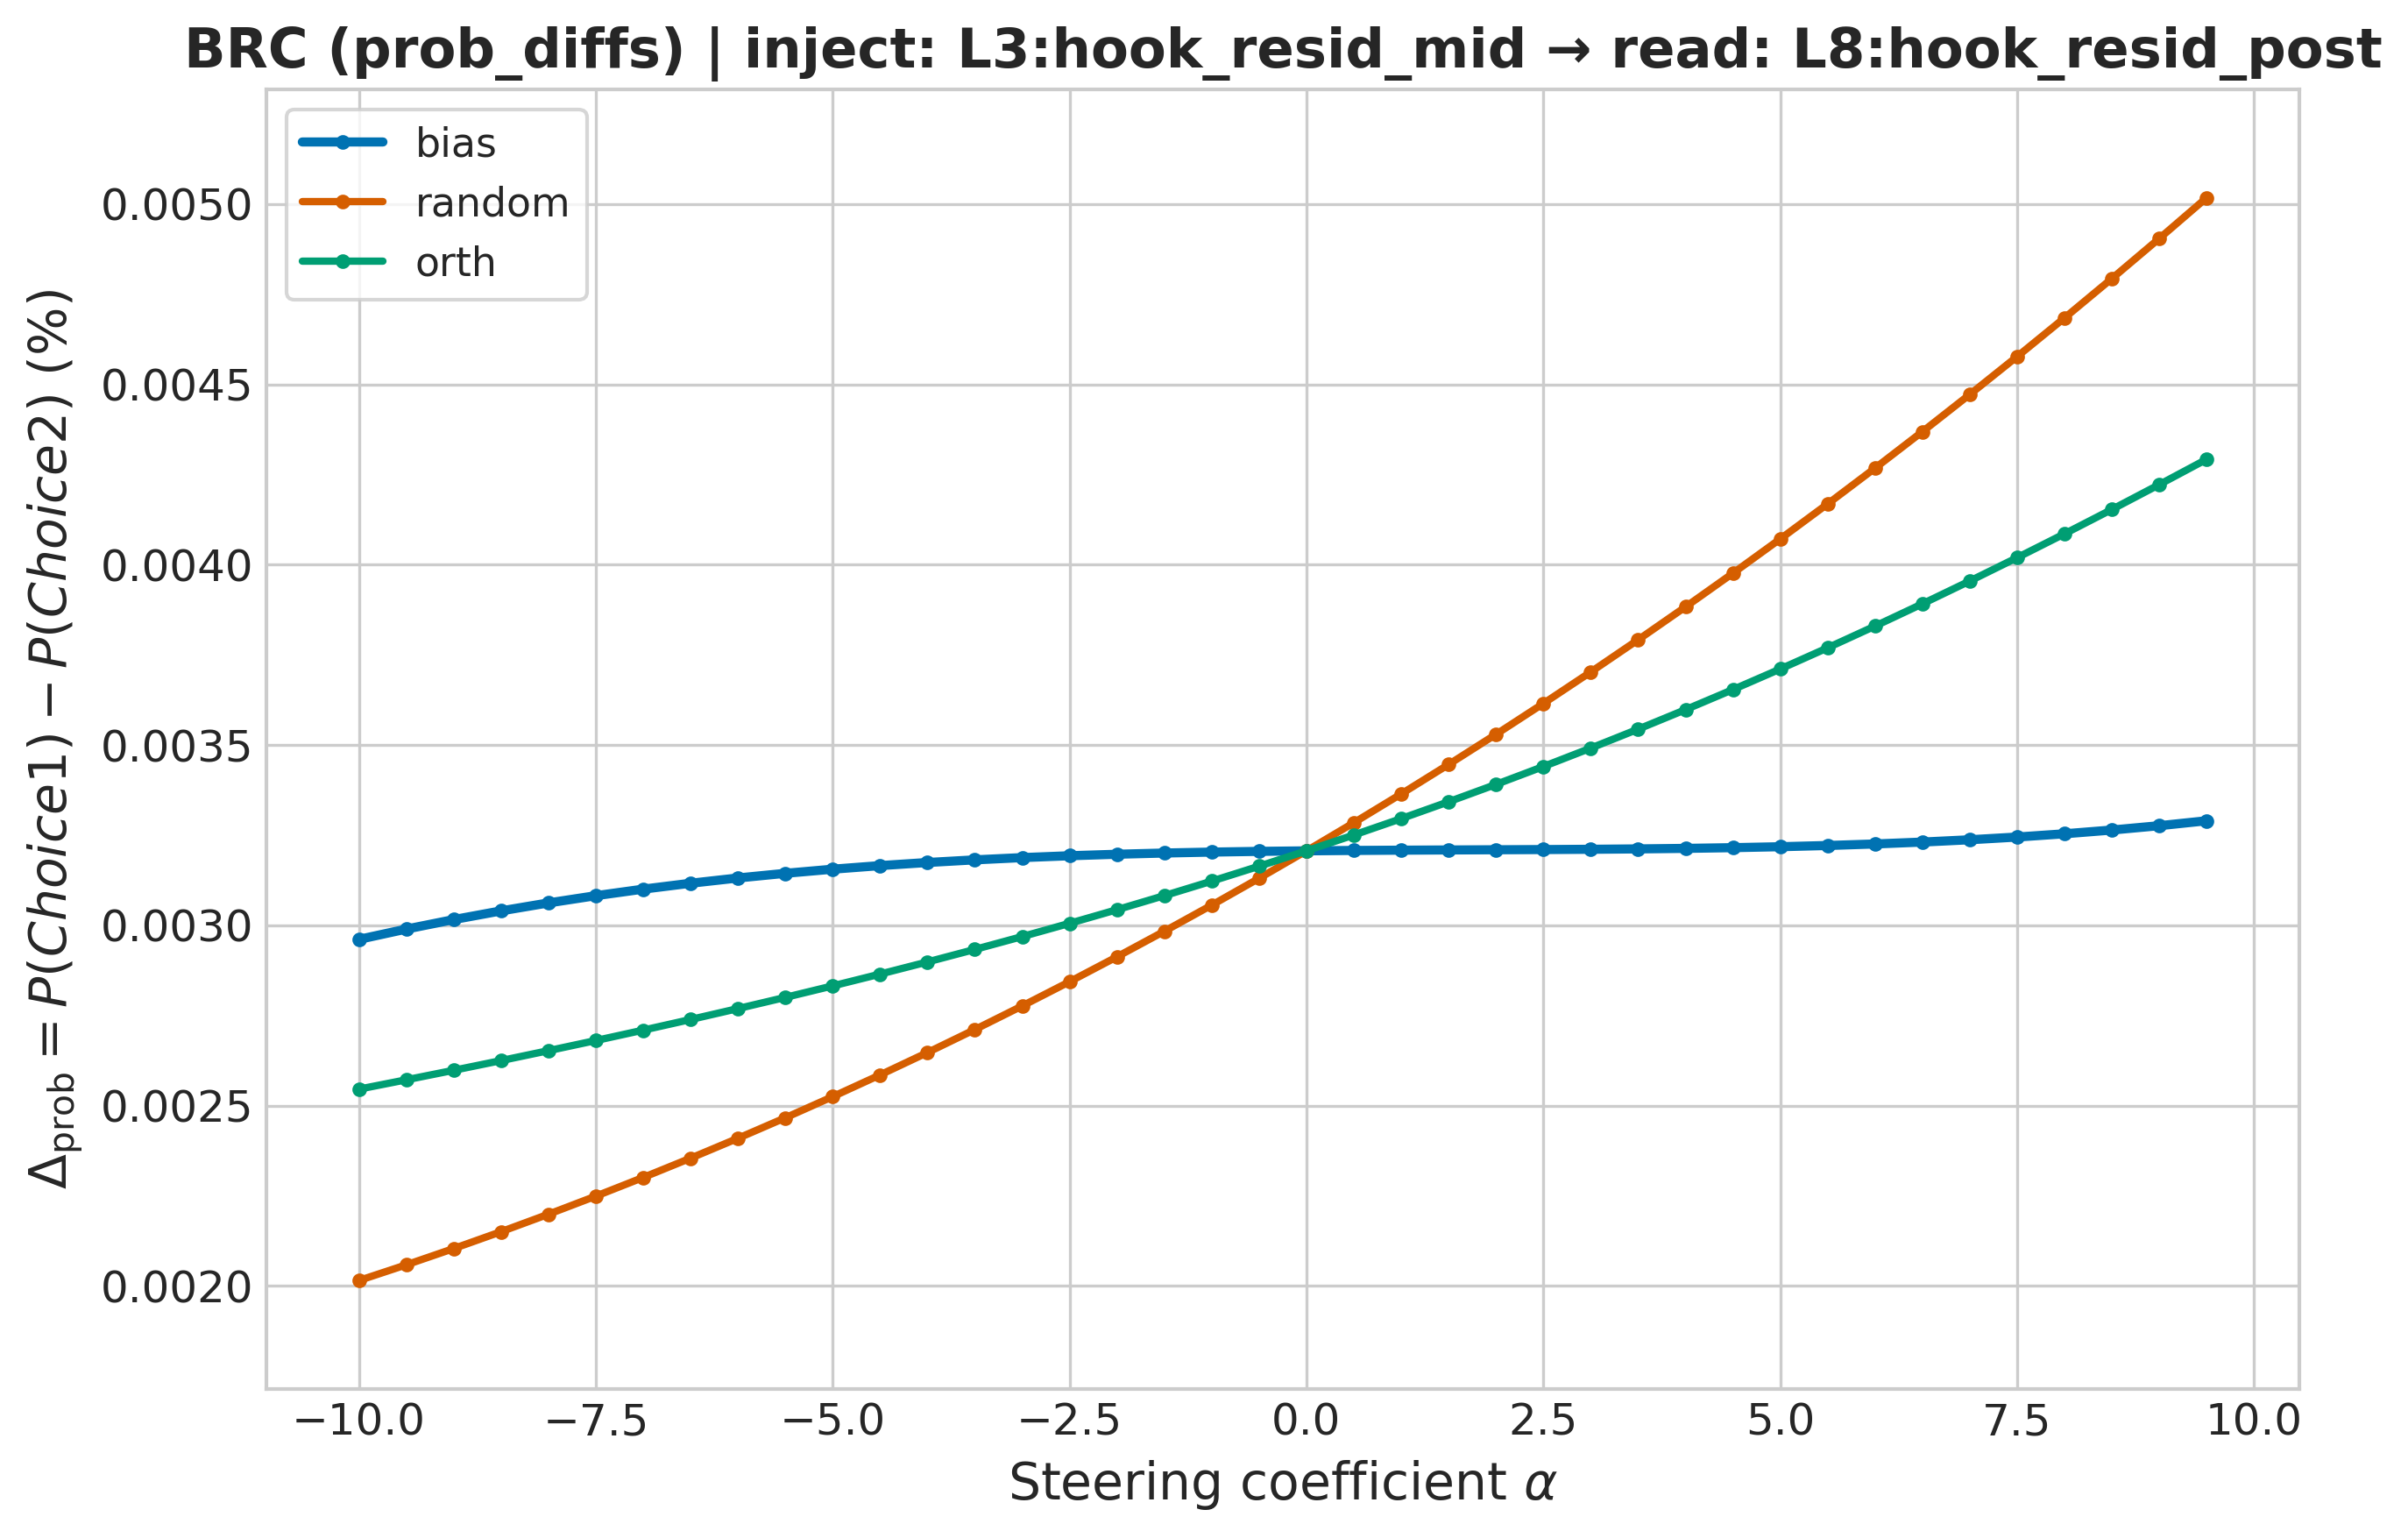 BRC (prob_diffs) | inject: L3:hook_resid_mid → read: L8:hook_resid_post
bias
random
orth
Δprob = P(Choice1) − P(Choice2) (%)
0.0050
0.0045
0.0040
0.0035
0.0030
0.0025
0.0020
−10.0 −7.5 −5.0 −2.5 0.0 2.5 5.0 7.5 10.0
Steering coefficient α